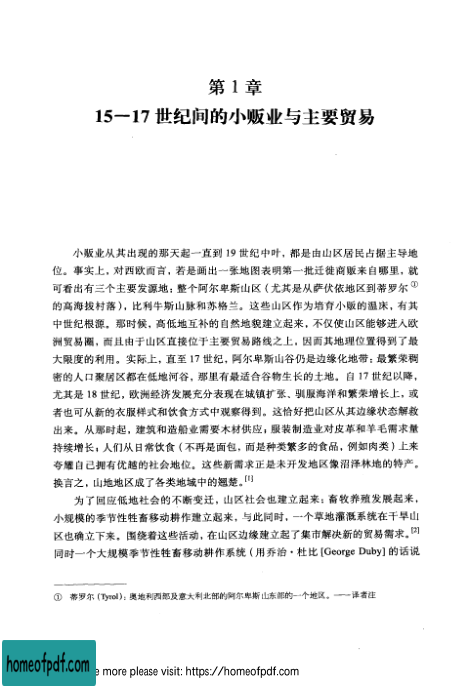 第 1 章
15—17 世纪间的小贩业与主要贸易
小贩业从其出现的那天起一直到 19 世纪中叶，都是由山区居民占据主导地
位。事实上，对西欧而言，若是画出一张地图表明第一批迁徙商贩来自哪里，就
可看出有三个主要发源地：整个阿尔卑斯山区（尤其是从萨伏依地区到蒂罗尔①
的高海拔村落），比利牛斯山脉和苏格兰。这些山区作为培育小贩的温床，有其
中世纪根源。那时候，高低地互补的自然地貌建立起来，不仅使山区能够进入欧
洲贸易圈，而且由于山区直接位于主要贸易路线之上，因而其地理位置得到了最
大限度的利用。实际上，直至 17 世纪，阿尔卑斯山谷仍是边缘化地带；最繁荣稠
密的人口聚居区都在低地河谷，那里有最适合谷物生长的土地。自 17 世纪以降，
尤其是 18 世纪，欧洲经济发展充分表现在城镇扩张、驯服海洋和繁荣增长上，或
者也可从新的衣服样式和饮食方式中观察得到。这恰好把山区从其边缘状态解救
出来。从那时起，建筑和造船业需要木材供应；服装制造业对皮革和羊毛需求量
持续增长；人们从日常饮食（不再是面包，而是种类繁多的食品，例如肉类）上来
夸耀自己拥有优越的社会地位。这些新需求正是未开发地区像沼泽林地的特产。
换言之，山地地区成了各类地域中的翘楚。[1]
为了回应低地社会的不断变迁，山区社会也建立起来：畜牧养殖发展起来，
小规模的季节性牲畜移动耕作建立起来，与此同时，一个草地灌溉系统在干旱山
区也确立下来。围绕着这些活动，在山区边缘建立起了集市解决新的贸易需求。[2]
同时一个大规模季节性牲畜移动耕作系统（用乔治·杜比 [George Duby] 的话说
① 蒂罗尔 (Tyrol)：奥地利西部及意大利北部的阿尔卑斯山东部的一个地区。——译者注
homeofpdf.com
e more please visit: https://homeofpdf.com